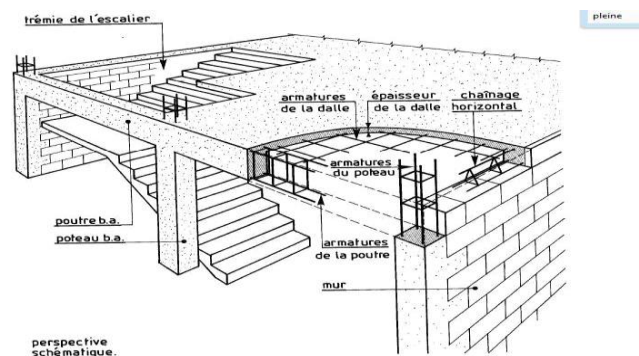 trémie de l'escalier
pleine
armatures
de la dalle
épaisseur
de la dalle
chaînage
horizontal
armatures
du poteau
poutre b.a.
poteau b.a.
armatures
de la poutre
mur
perspective
schématique.